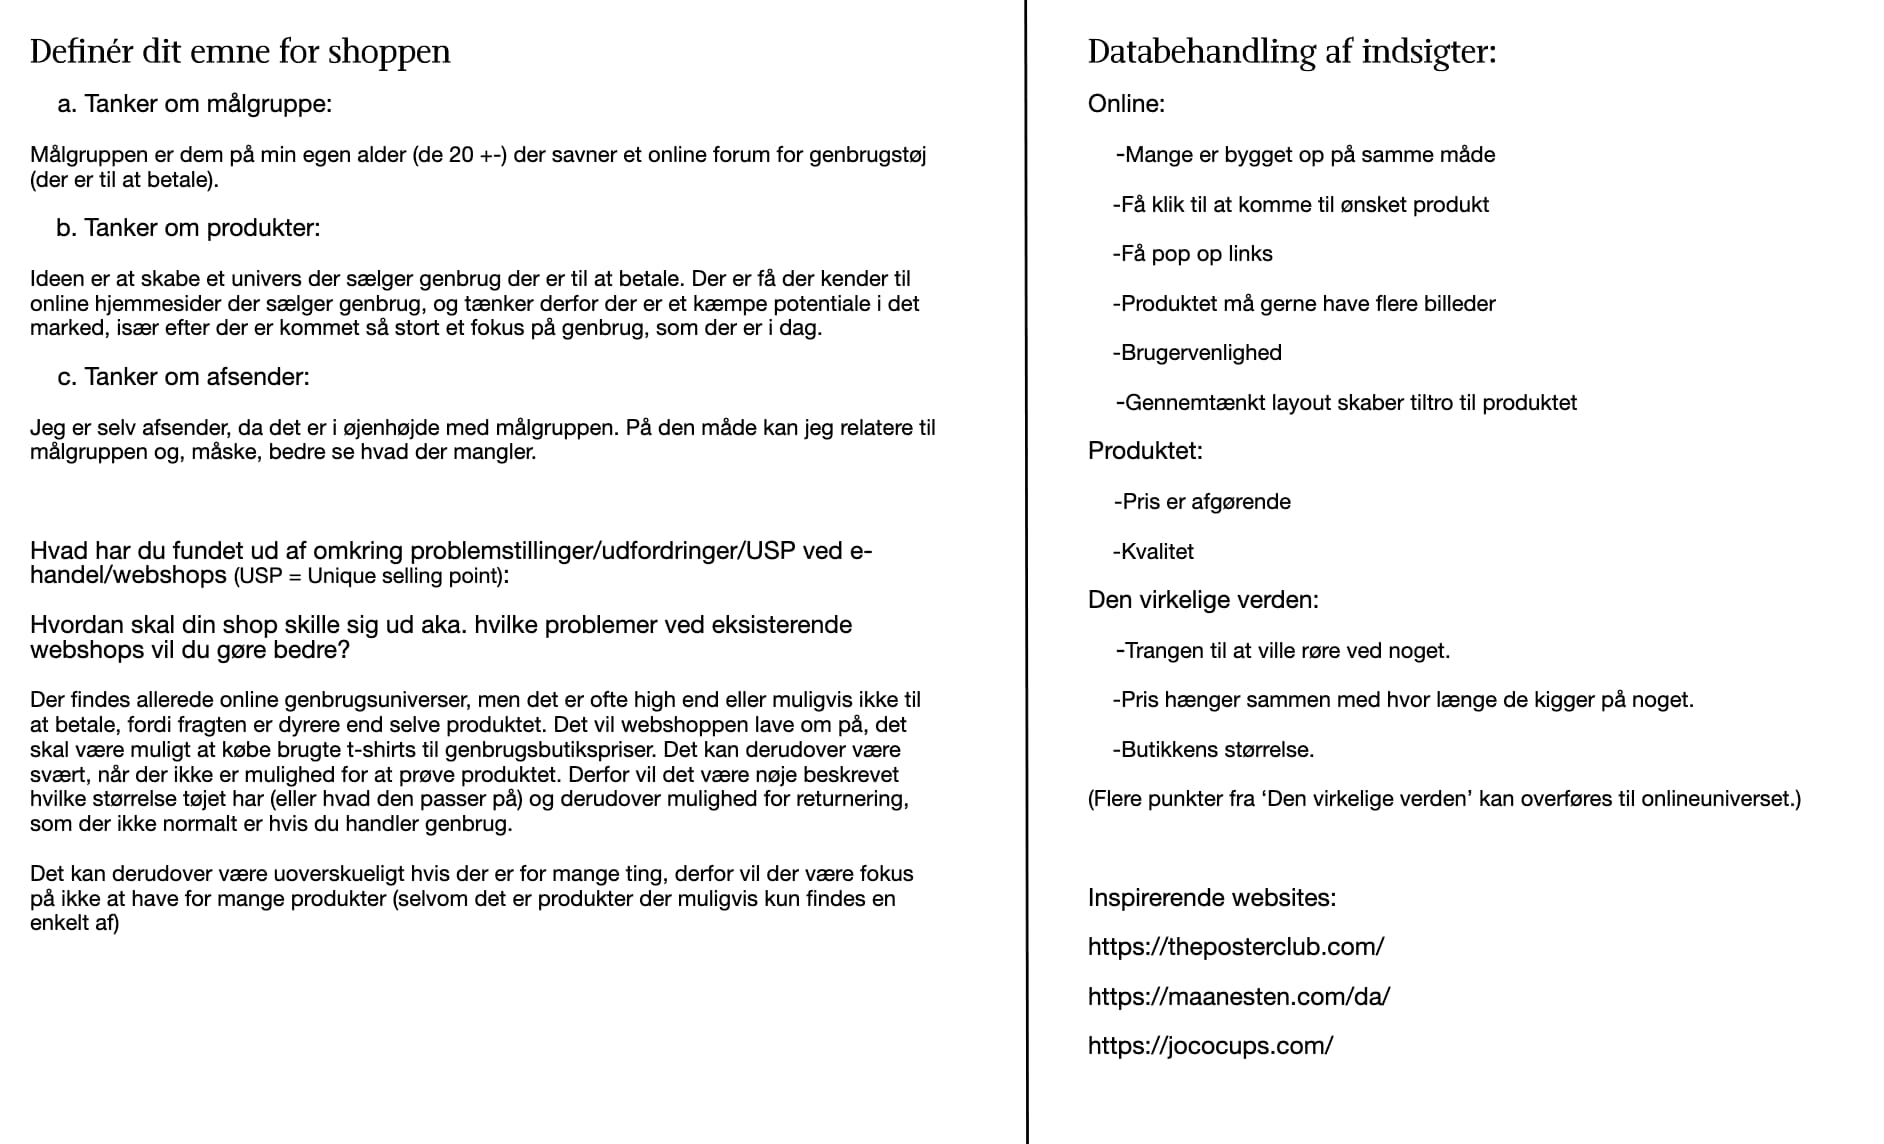 Definér dit emne for shoppen
a. Tanker om målgruppe:
Målgruppen er dem på min egen alder (de 20 +-) der savner et online forum for genbrugstøj
(der er til at betale).
b. Tanker om produkter:
Ideen er at skabe et univers der sælger genbrug der er til at betale. Der er få der kender til
online hjemmesider der sælger genbrug, og tænker derfor der er et kæmpe potentiale i det
marked, især efter der er kommet så stort et fokus på genbrug, som der er i dag.
c. Tanker om afsender:
Jeg er selv afsender, da det er i øjenhøjde med målgruppen. På den måde kan jeg relatere til
målgruppen og, måske, bedre se hvad der mangler.
Hvad har du fundet ud af omkring problemstillinger/udfordringer/USP ved e-
handel/webshops (USP = Unique selling point):
Hvordan skal din shop skille sig ud aka. hvilke problemer ved eksisterende
webshops vil du gøre bedre?
Der findes allerede online genbrugsuniverser, men det er ofte high end eller muligvis ikke til
at betale, fordi fragten er dyrere end selve produktet. Det vil webshoppen lave om på, det
skal være muligt at købe brugte t-shirts til genbrugsbutikspriser. Det kan derudover være
svært, når der ikke er mulighed for at prøve produktet. Derfor vil det være nøje beskrevet
hvilke størrelse tøjet har (eller hvad den passer på) og derudover mulighed for returnering,
som der ikke normalt er hvis du handler genbrug.
Det kan derudover være uoverskueligt hvis der er for mange ting, derfor vil der være fokus
på ikke at have for mange produkter (selvom det er produkter der muligvis kun findes en
enkelt af)
Databehandling af indsigter:
Online:
-Mange er bygget op på samme måde
-Få klik til at komme til ønsket produkt
-Få pop op links
-Produktet må gerne have flere billeder
-Brugervenlighed
-Gennemtænkt layout skaber tiltro til produktet
Produktet:
-Pris er afgørende
-Kvalitet
Den virkelige verden:
-Trangen til at ville røre ved noget.
-Pris hænger sammen med hvor længe de kigger på noget.
-Butikkens størrelse.
(Flere punkter fra ‘Den virkelige verden’ kan overføres til onlineuniverset.)
Inspirerende websites:
https://theposterclub.com/
https://maanesten.com/da/
https://jococups.com/